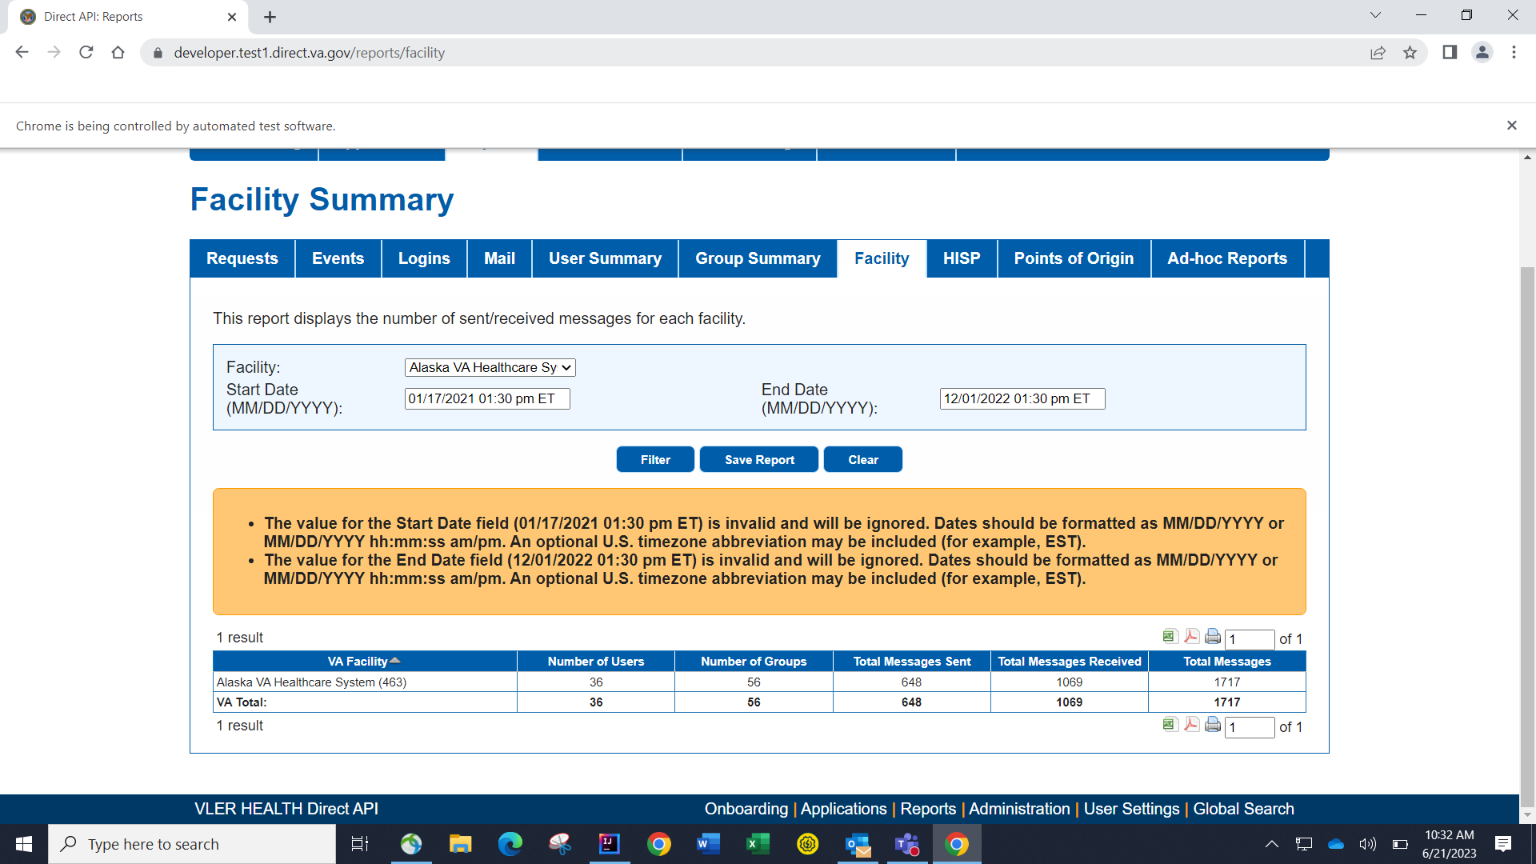 Direct API: Reports
developer.test1.direct.va.gov/reports/facility
Chrome is being controlled by automated test software.
Facility Summary
Requests Events Logins Mail User Summary Group Summary Facility HISP Points of Origin Ad-hoc Reports
This report displays the number of sent/received messages for each facility.
Facility: Alaska VA Healthcare Sy
Start Date (MM/DD/YYYY): 01/17/2021 01:30 pm ET End Date (MM/DD/YYYY): 12/01/2022 01:30 pm ET
Filter Save Report Clear
• The value for the Start Date field (01/17/2021 01:30 pm ET) is invalid and will be ignored. Dates should be formatted as MM/DD/YYYY or
MM/DD/YYYY hh:mm:ss am/pm. An optional U.S. timezone abbreviation may be included (for example, EST).
• The value for the End Date field (12/01/2022 01:30 pm ET) is invalid and will be ignored. Dates should be formatted as MM/DD/YYYY or
MM/DD/YYYY hh:mm:ss am/pm. An optional U.S. timezone abbreviation may be included (for example, EST).
1 result 1 of 1
VA Facility Number of Users Number of Groups Total Messages Sent Total Messages Received Total Messages
Alaska VA Healthcare System (463) 36 56 648 1069 1717
VA Total: 36 56 648 1069 1717
1 result 1 of 1
VLER HEALTH Direct API Onboarding | Applications | Reports | Administration | User Settings | Global Search
Type here to search
10:32 AM
6/21/2023